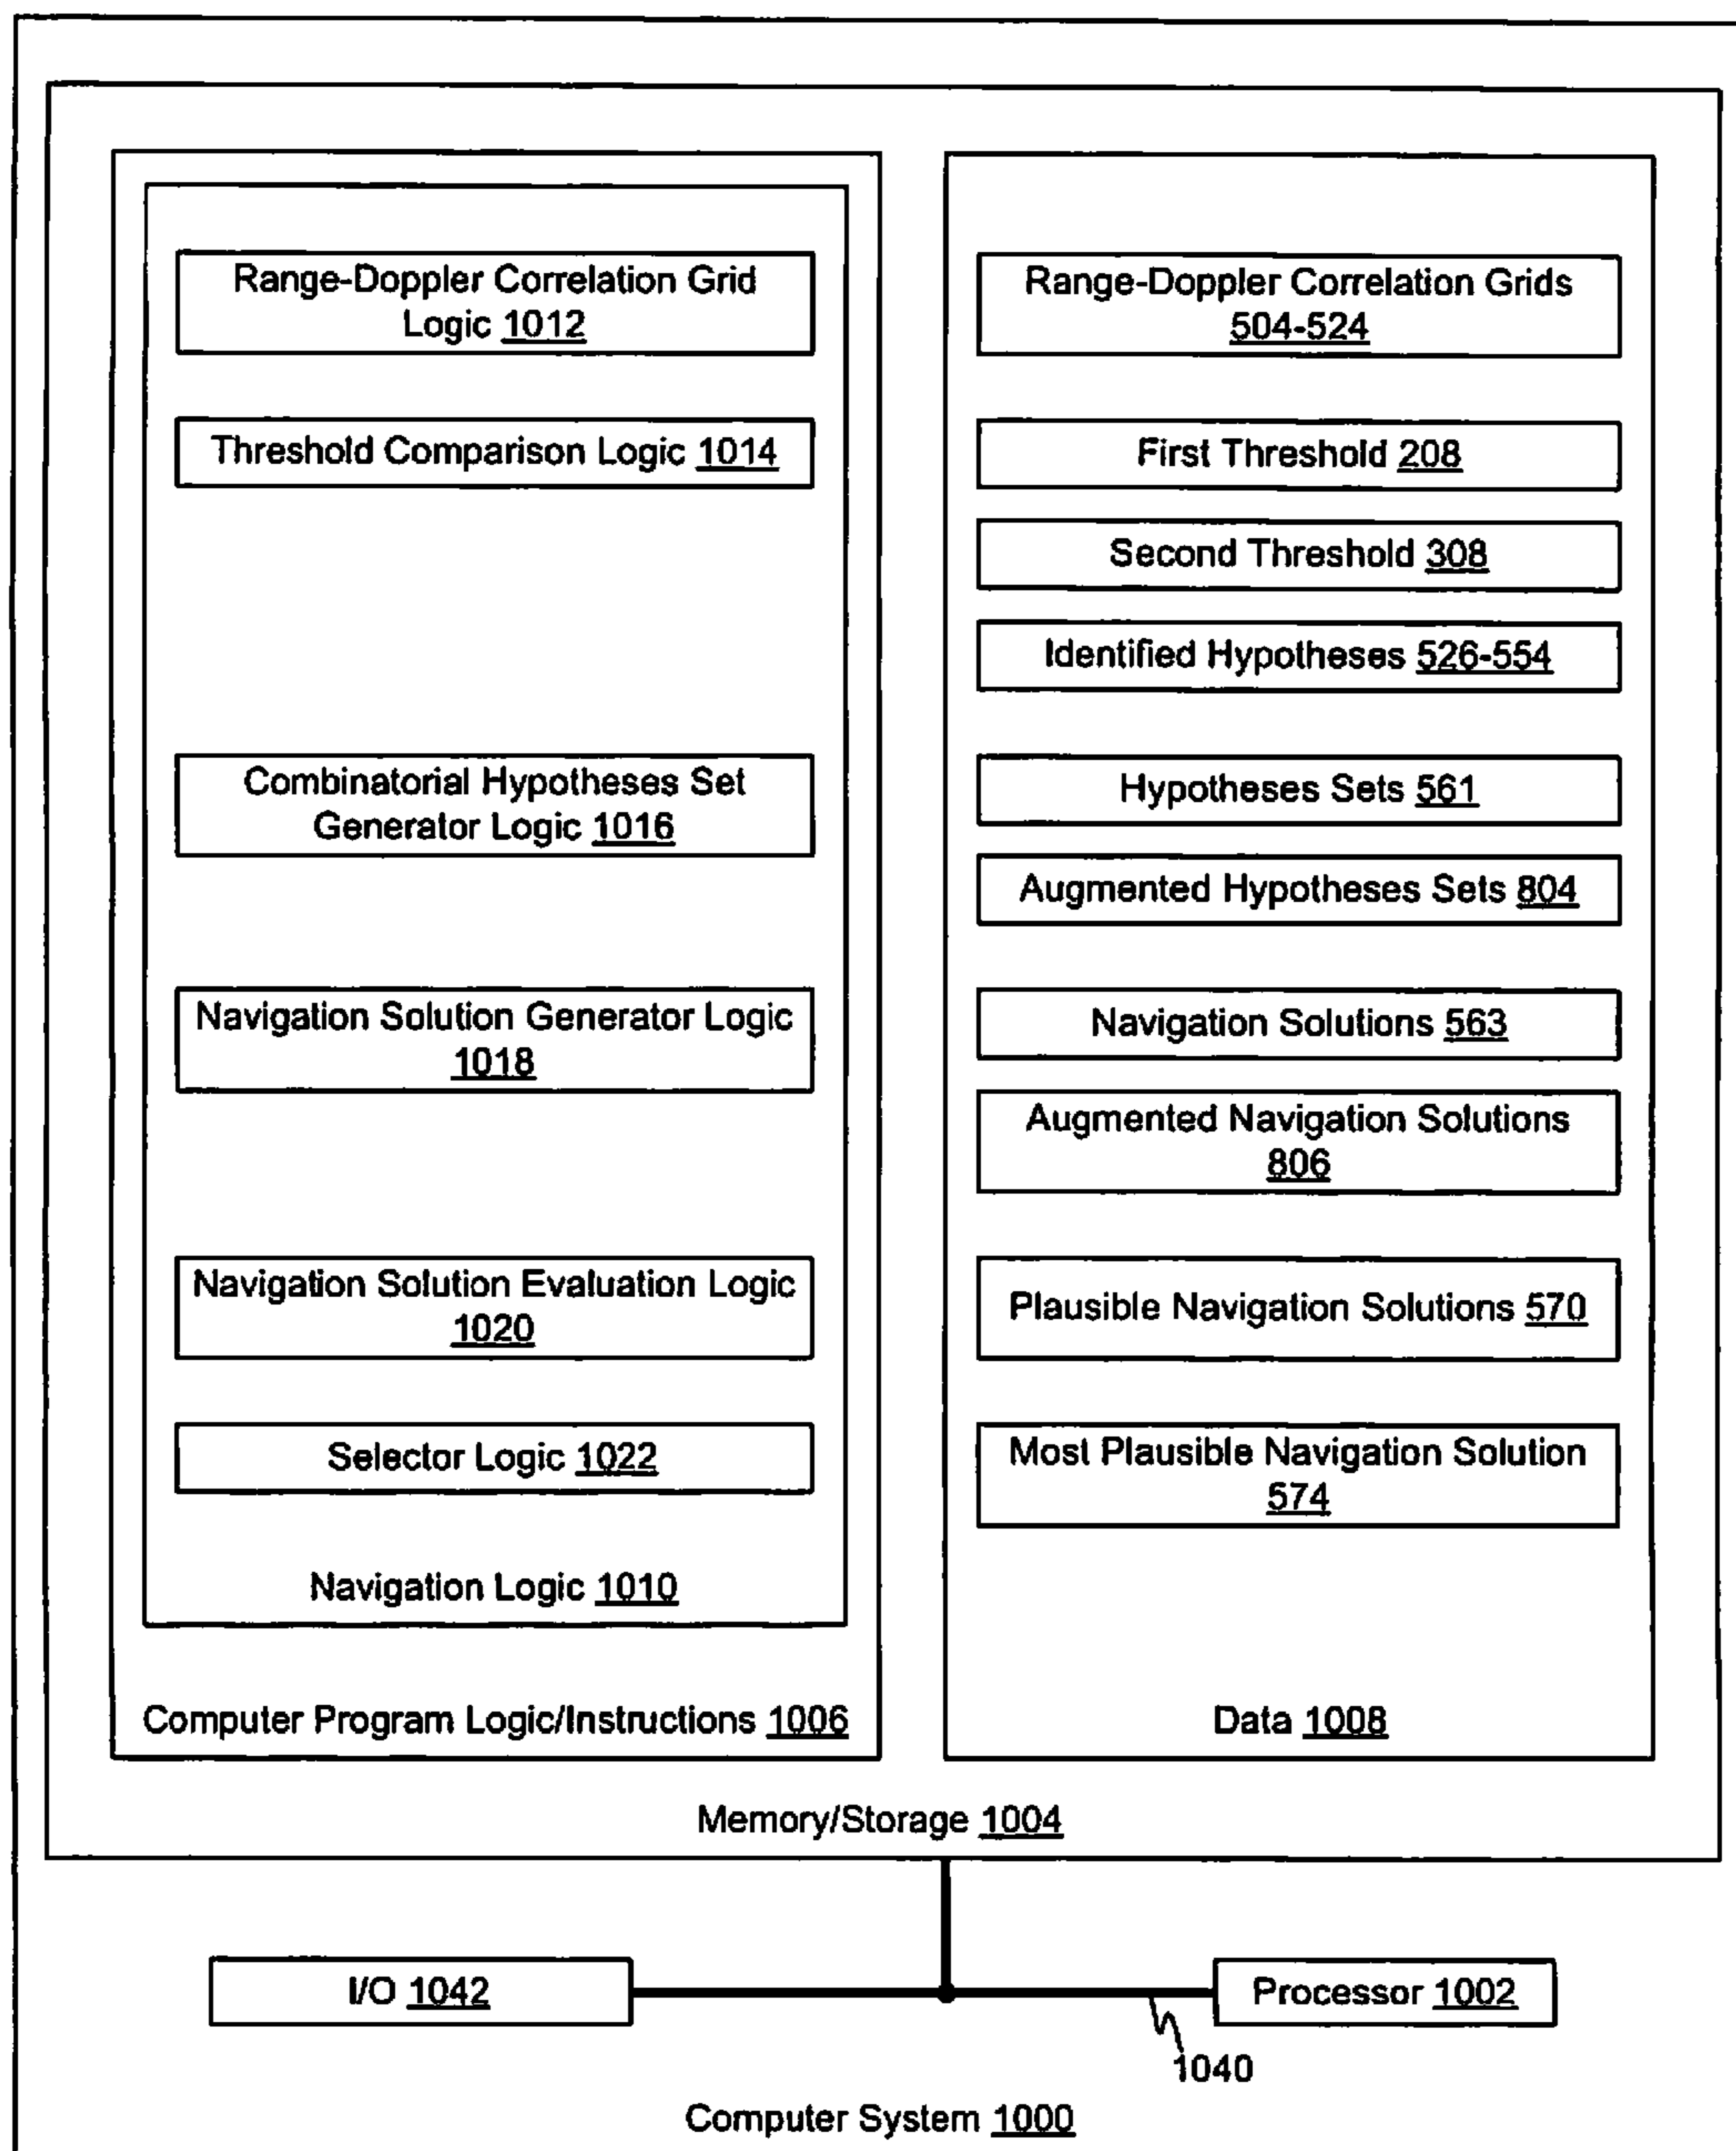 Range-Doppler Correlation Grid
Logic 1012
Threshold Comparison Logic 1014
Combinatorial Hypotheses Set
Generator Logic 1016
Navigation Solution Generator Logic
1018
Navigation Solution Evaluation Logic
1020
Selector Logic 1022
Navigation Logic 1010
Computer Program Logic/Instructions 1006
Range-Doppler Correlation Grids
504-524
First Threshold 208
Second Threshold 308
Identified Hypotheses 526-554
Hypotheses Sets 561
Augmented Hypotheses Sets 804
Navigation Solutions 563
Augmented Navigation Solutions
806
Plausible Navigation Solutions 570
Most Plausible Navigation Solution
574
Data 1008
Memory/Storage 1004
I/O 1042
Processor 1002
1040
Computer System 1000